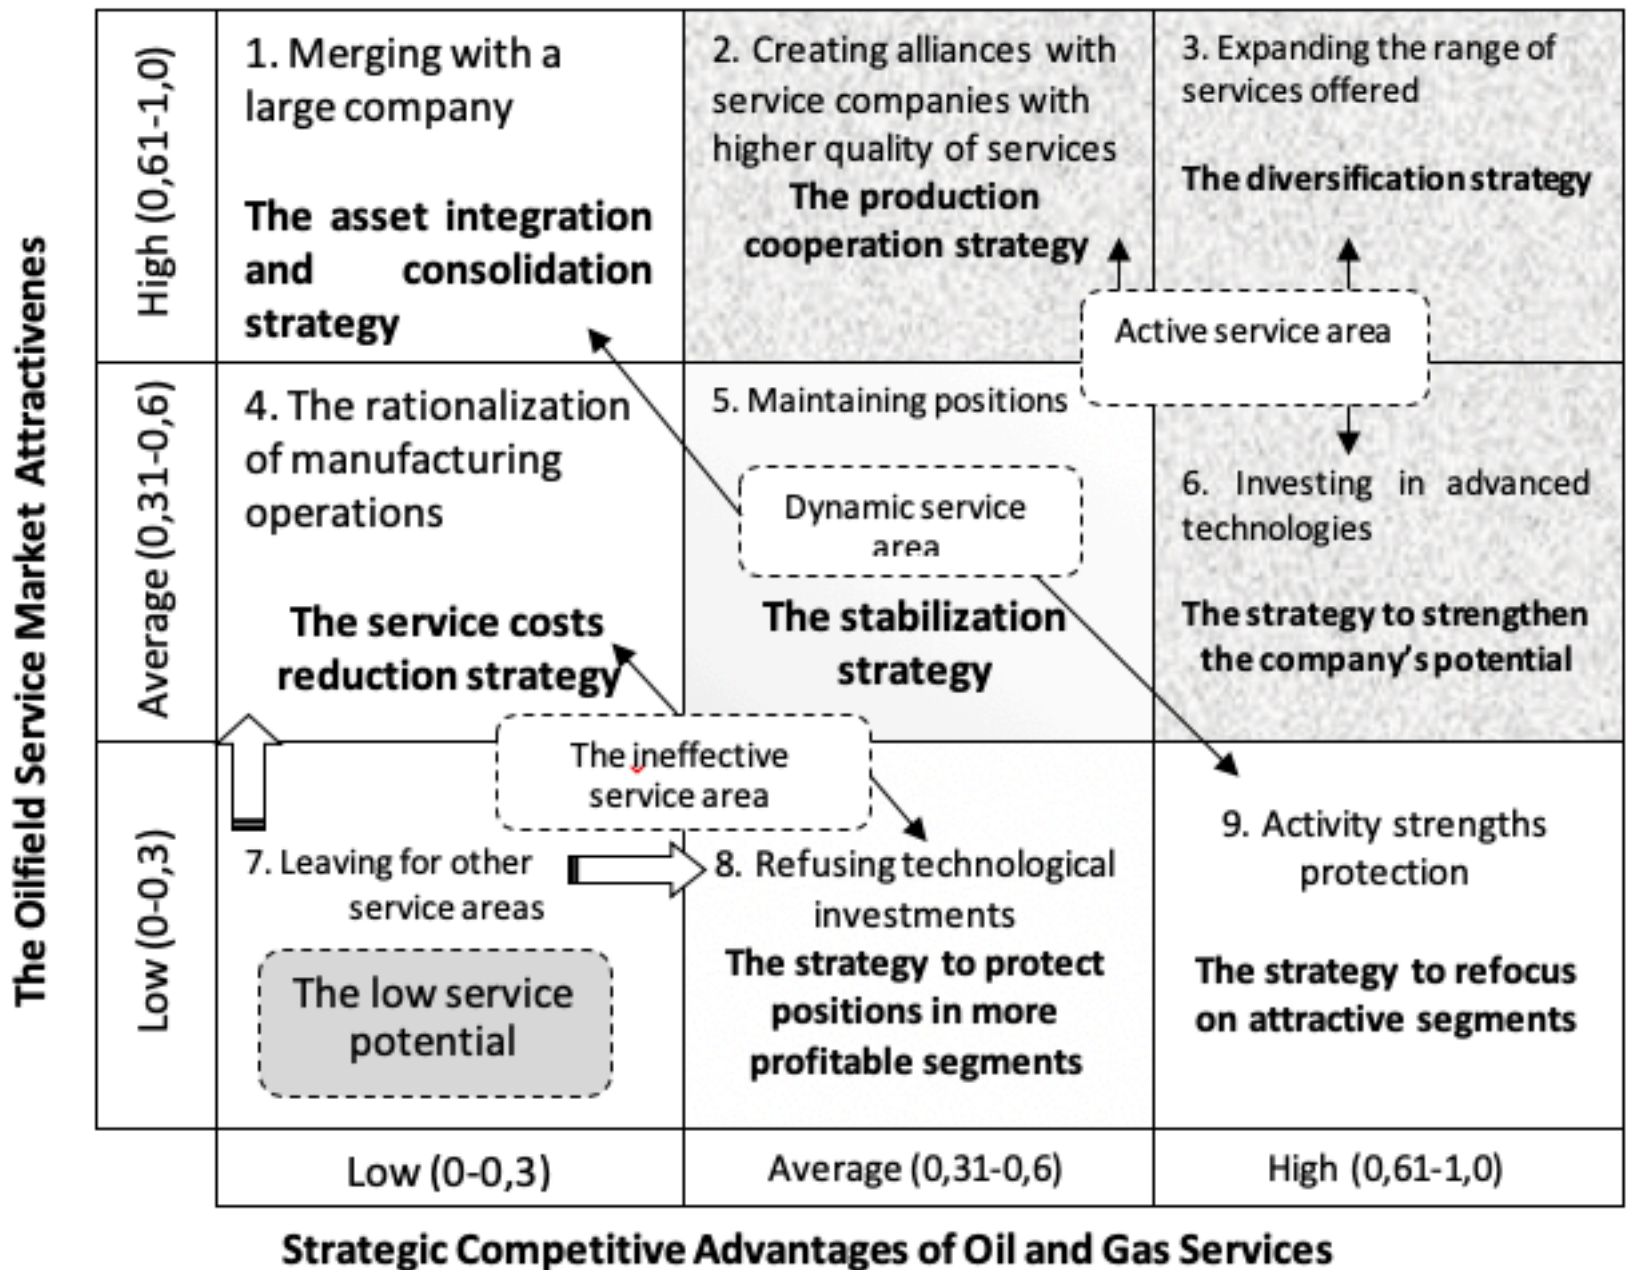 The Oilfield Service Market Attractivenes
High (0,61-1,0)
1. Merging with a
large company
The asset integration
and consolidation
strategy
2. Creating alliances with
service companies with
higher quality of services
The production
cooperation strategy
3. Expanding the range of
services offered
The diversification strategy
Active service area
Average (0,31-0,6)
4. The rationalization
of manufacturing
operations
The service costs
reduction strategy
5. Maintaining positions
Dynamic service
area
The stabilization
strategy
6. Investing in advanced
technologies
The strategy to strengthen
the company's potential
The ineffective
service area
Low (0-0,3)
7. Leaving for other
service areas
The low service
potential
8. Refusing technological
investments
The strategy to protect
positions in more
profitable segments
9. Activity strengths
protection
The strategy to refocus
on attractive segments
Low (0-0,3)
Average (0,31-0,6)
High (0,61-1,0)
Strategic Competitive Advantages of Oil and Gas Services